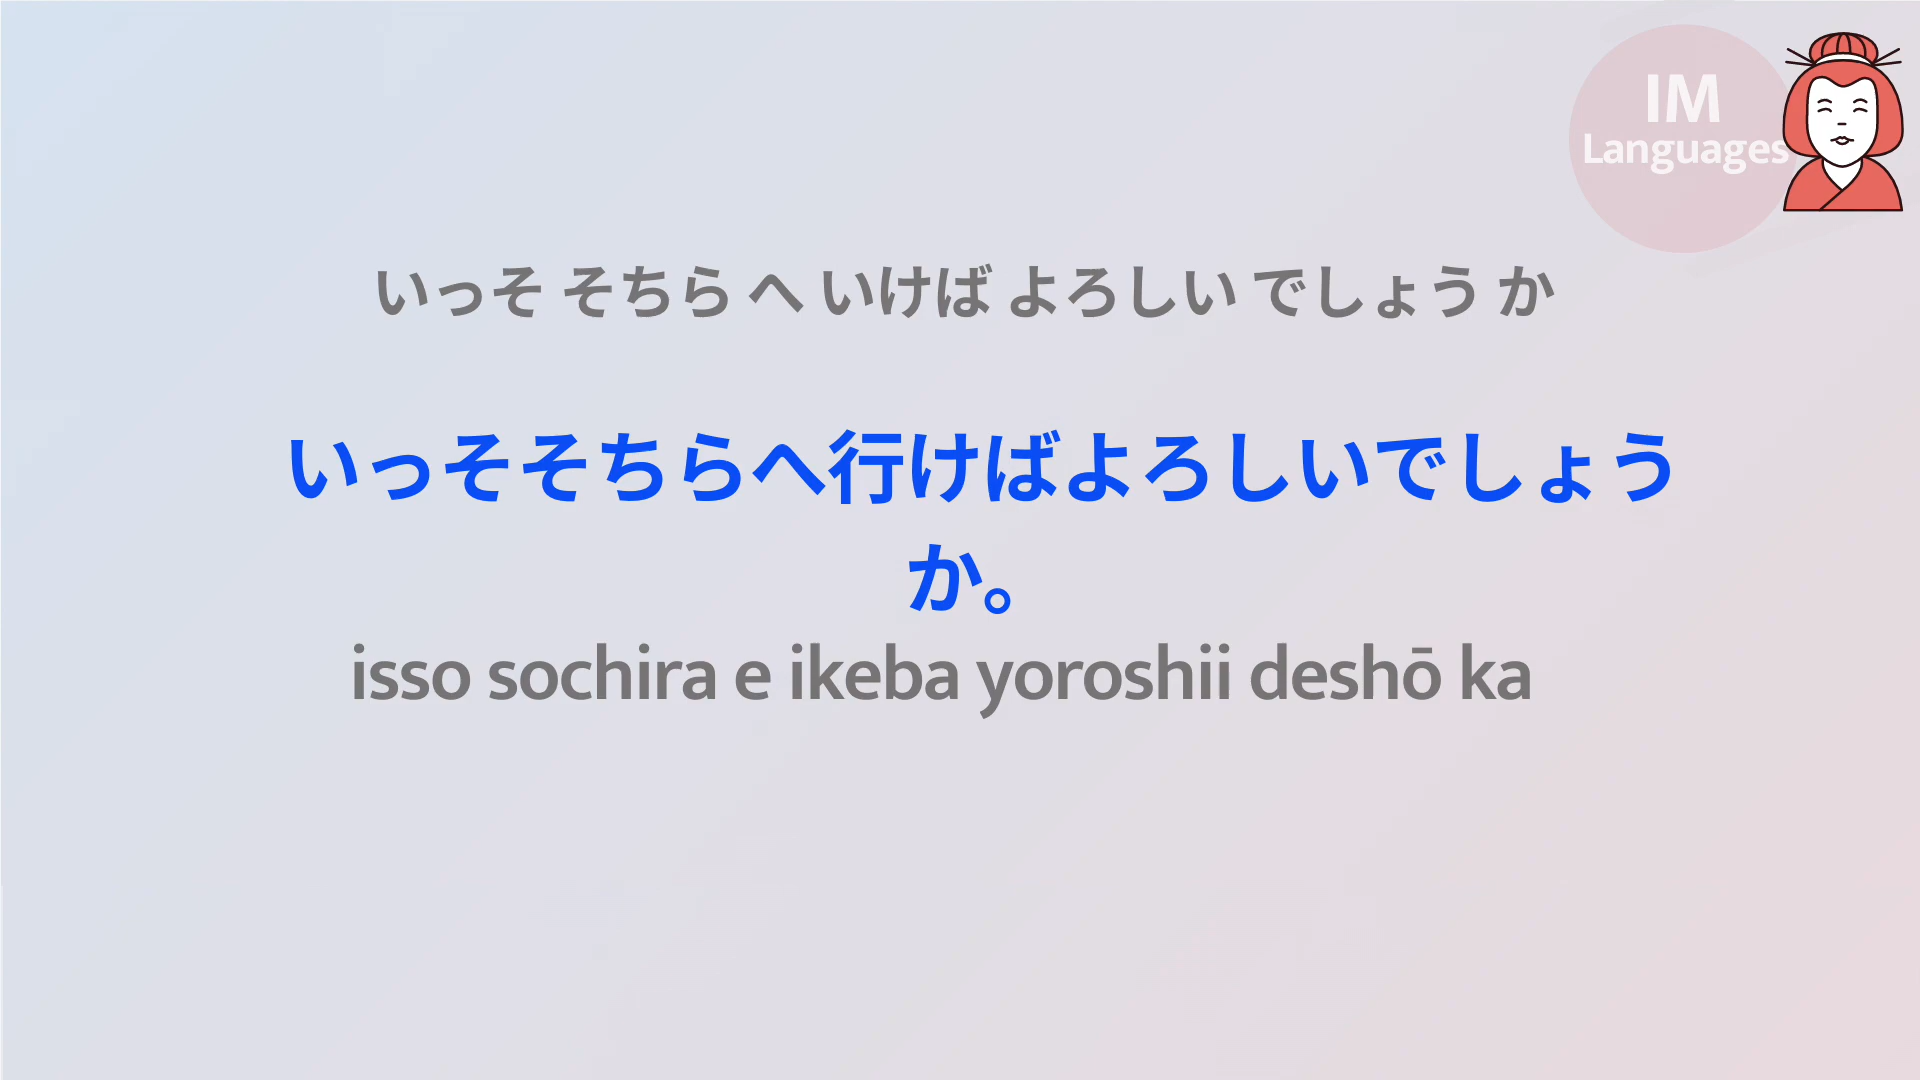 IM
Languages
いっそ そちら へ いけば よろしい でしょう か
いっそそちらへ行けばよろしいでしょう
か。
isso sochira e ikeba yoroshii deshō ka